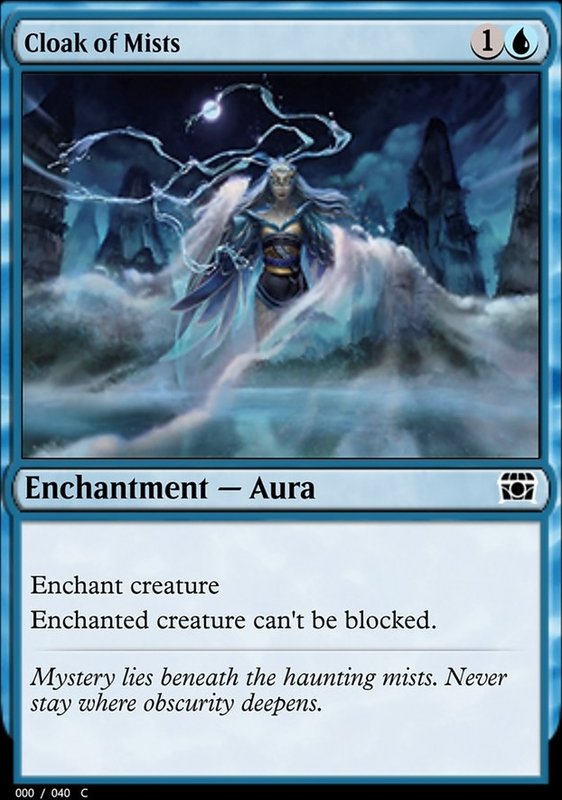 Cloak of Mists
1
Enchantment — Aura
Enchant creature
Enchanted creature can't be blocked.
Mystery lies beneath the haunting mists. Never
stay where obscurity deepens.
000 / 040 C